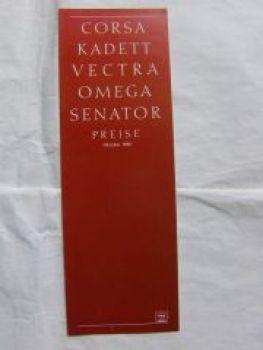 CORSA
KADETT
VECTRA
OMEGA
SENATOR
PREISE